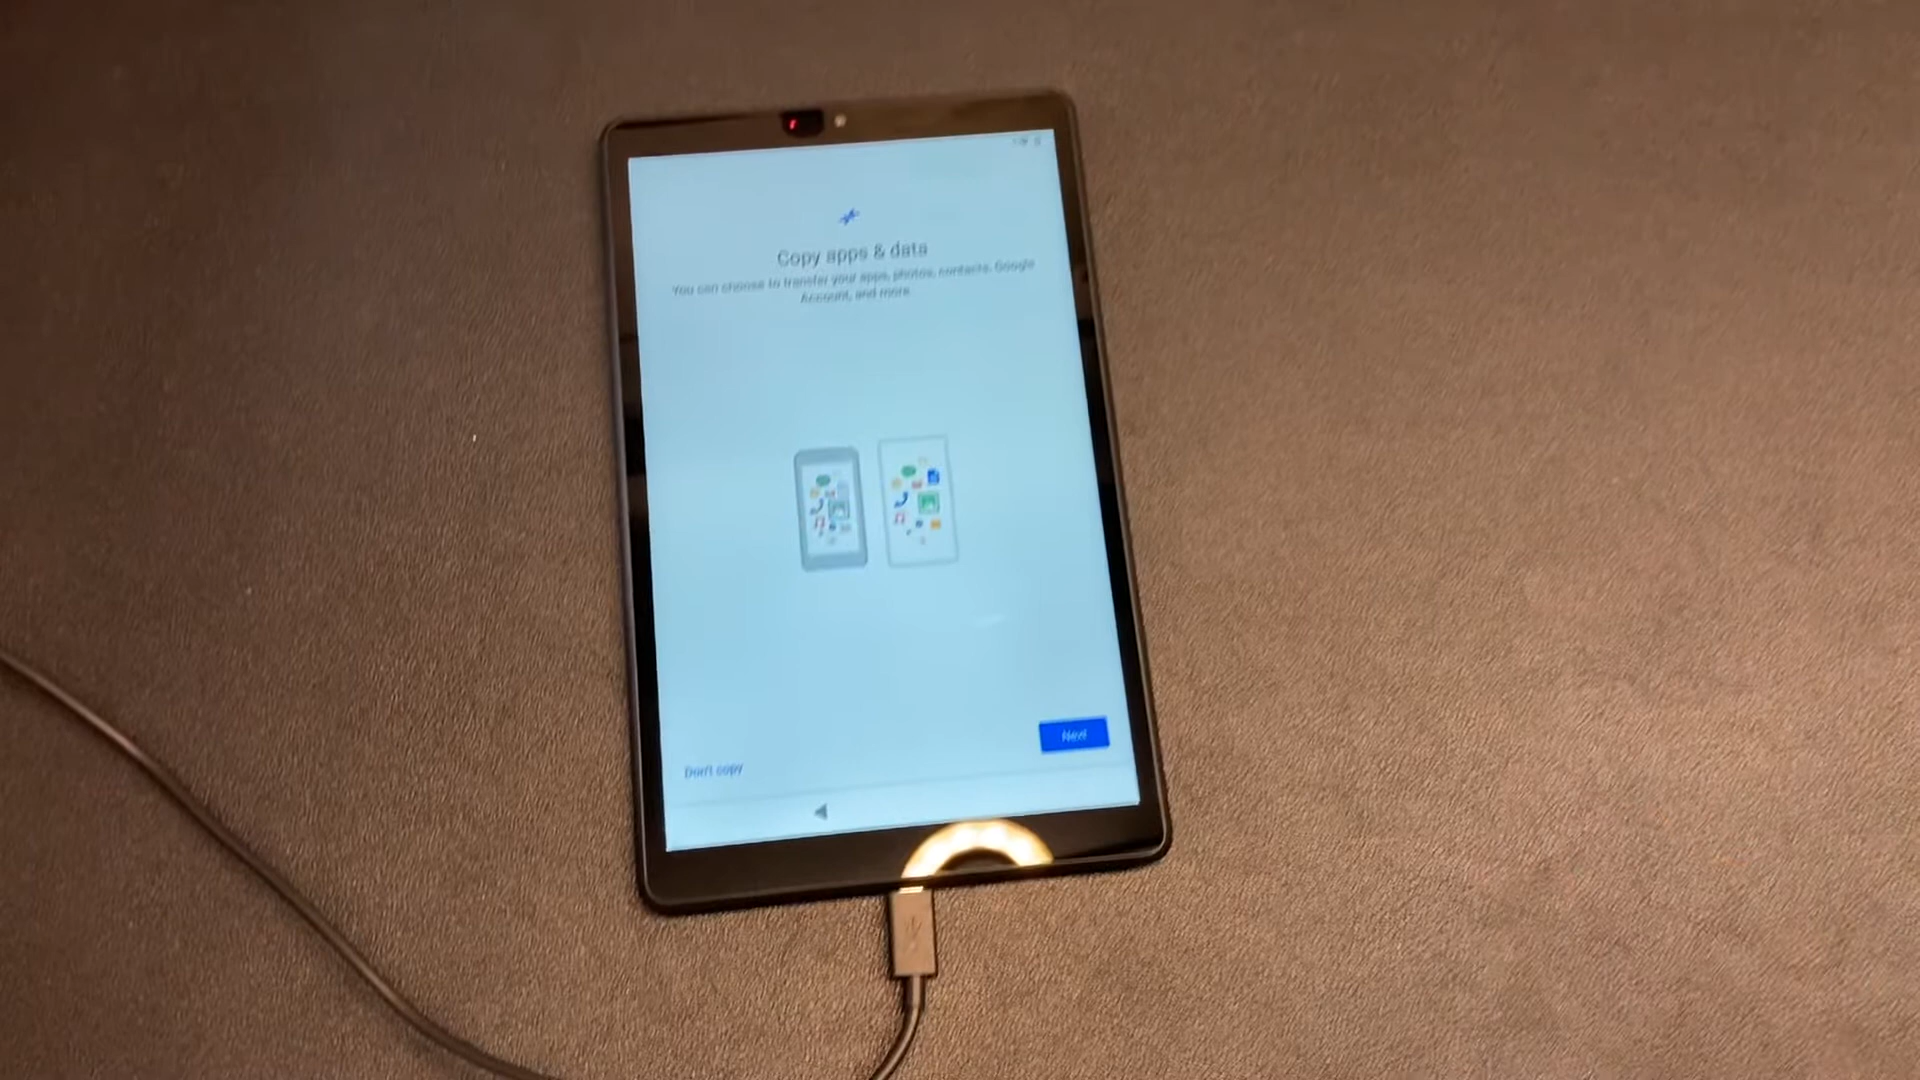 Copy apps & data
You can choose to transfer your apps, photos, contacts, Google
Account, and more
Next
Don't copy